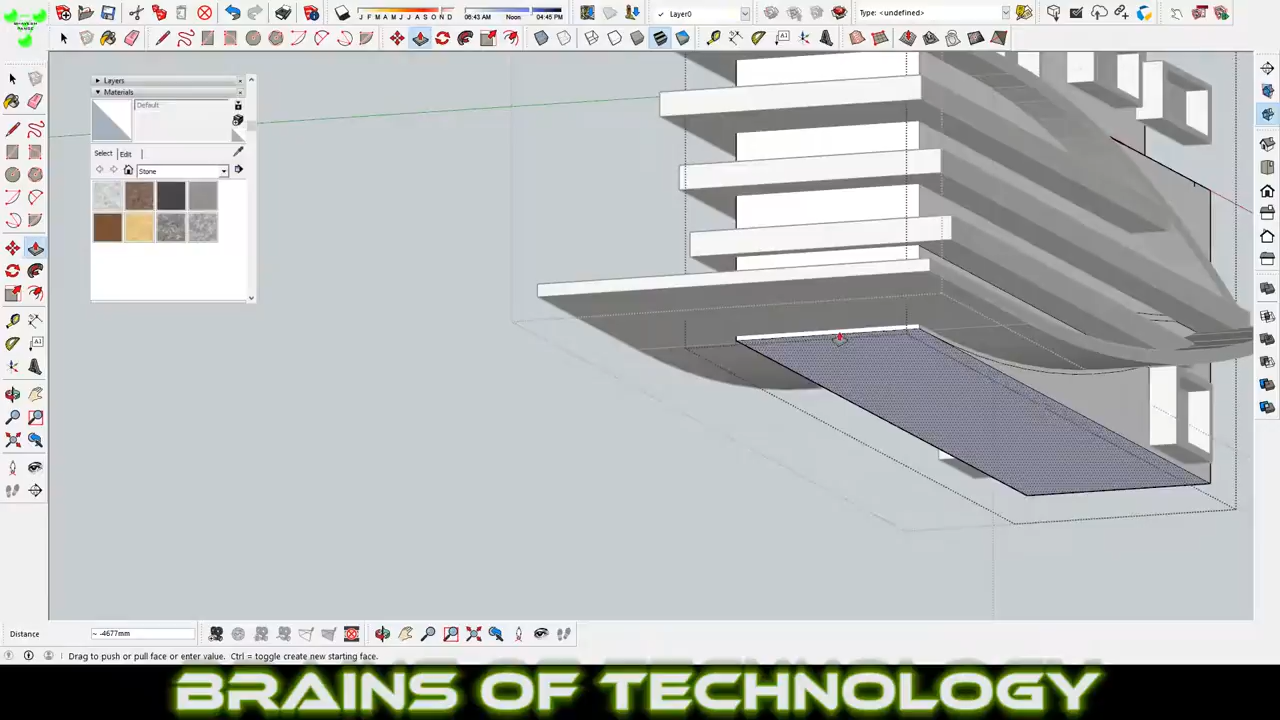 J F M A M J J A S O N D
06:43 AM Noon 04:45 PM
Layer0
Type: <undefined>
Layers
Materials
Default
Select Edit
Stone
Distance
~ -4677mm
Drag to push or pull face or enter value. Ctrl = toggle create new starting face.
BRAINS OF TECHNOLOGY